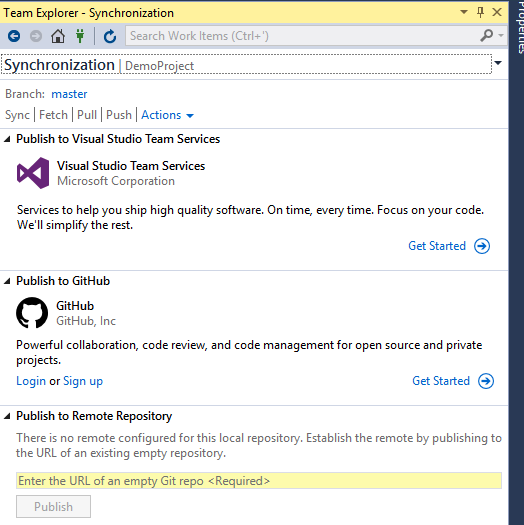 Team Explorer - Synchronization
Search Work Items (Ctrl+')
Synchronization | DemoProject
Branch: master
Sync | Fetch | Pull | Push | Actions
Publish to Visual Studio Team Services
Visual Studio Team Services
Microsoft Corporation
Services to help you ship high quality software. On time, every time. Focus on your code.
We'll simplify the rest.
Get Started
Publish to GitHub
GitHub
GitHub, Inc
Powerful collaboration, code review, and code management for open source and private
projects.
Login or Sign up
Get Started
Publish to Remote Repository
There is no remote configured for this local repository. Establish the remote by publishing to
the URL of an existing empty repository.
Enter the URL of an empty Git repo <Required>
Publish
Properties